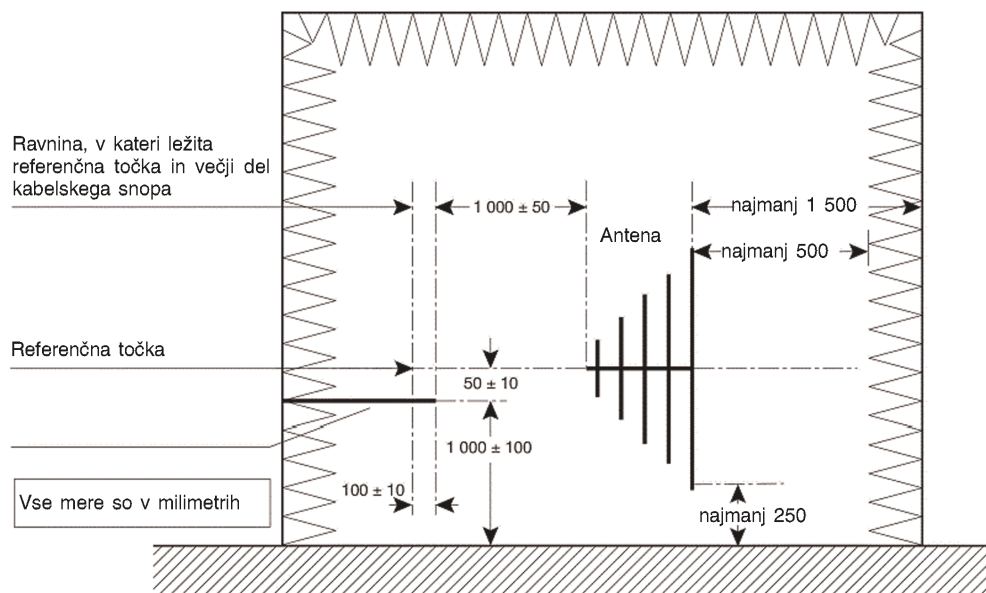 Ravnina, v kateri ležita
referenčna točka in večji del
kabelskega snopa
1 000 ± 50
najmanj 1 500
Antena
najmanj 500
Referenčna točka
50 ± 10
1 000 ± 100
100 ± 10
Vse mere so v milimetrih
najmanj 250